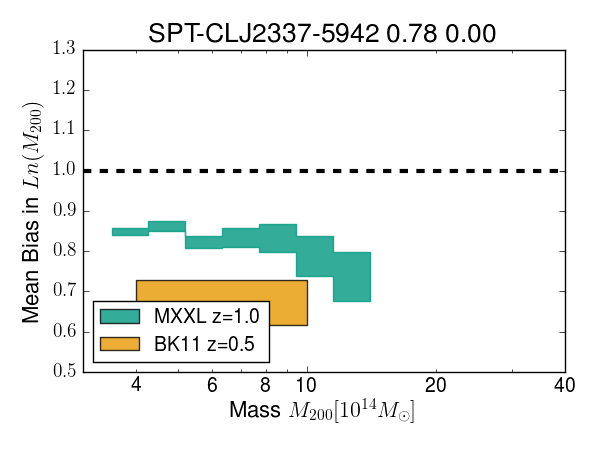 SPT-CLJ2337-5942 0.78 0.00
1.3
1.2
1.1
1.0
0.9
0.8
0.7
0.6
0.5
Mean Bias in Ln(M200)
MXXL z=1.0
BK11 z=0.5
4 6 8 10 20 40
Mass M200[10^14 M⊙]